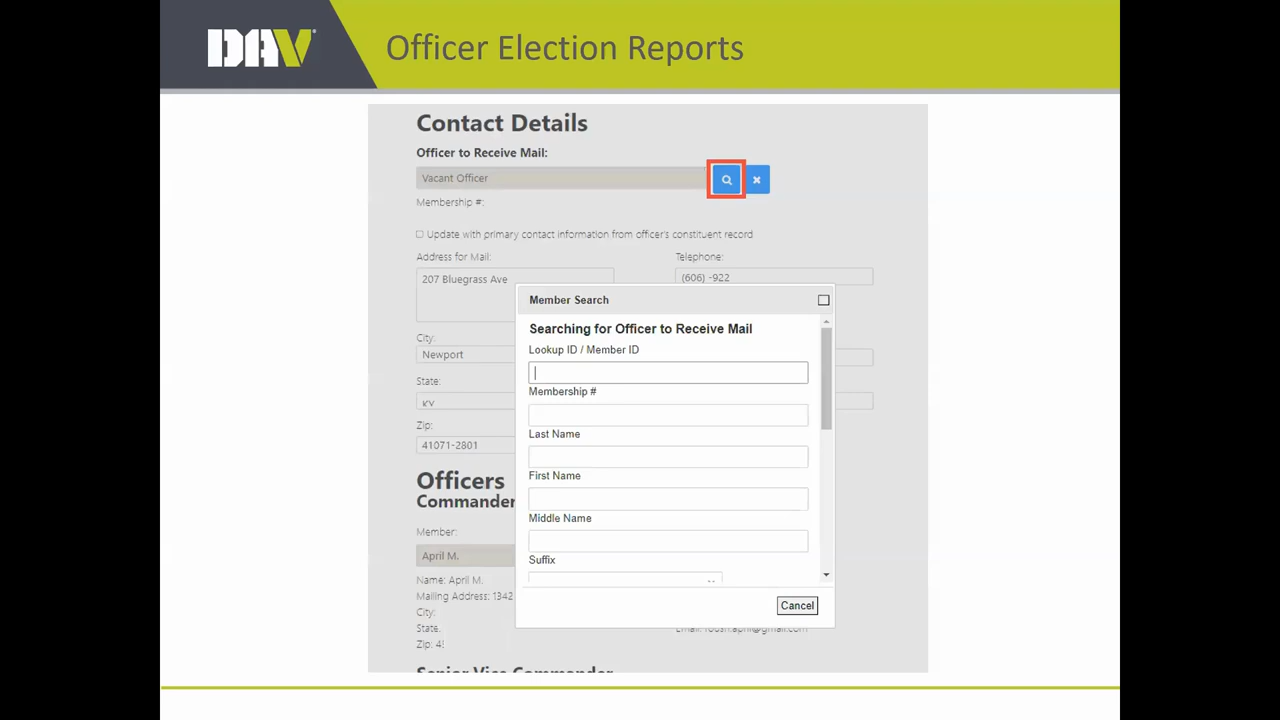 DAV
Officer Election Reports
Contact Details
Officer to Receive Mail:
Vacant Officer
Membership #:
Update with primary contact information from officer's constituent record
Address for Mail:
Telephone:
207 Bluegrass Ave
(606) -922
Member Search
Searching for Officer to Receive Mail
Lookup ID / Member ID
City:
Newport
Membership #
State:
KY
Zip:
Last Name
41071-2801
Officers
First Name
Commander
Middle Name
Member:
April M.
Suffix
Name: April M.
Mailing Address: 1342
City:
Cancel
State.
Zip: 4
Senior Vice Commander